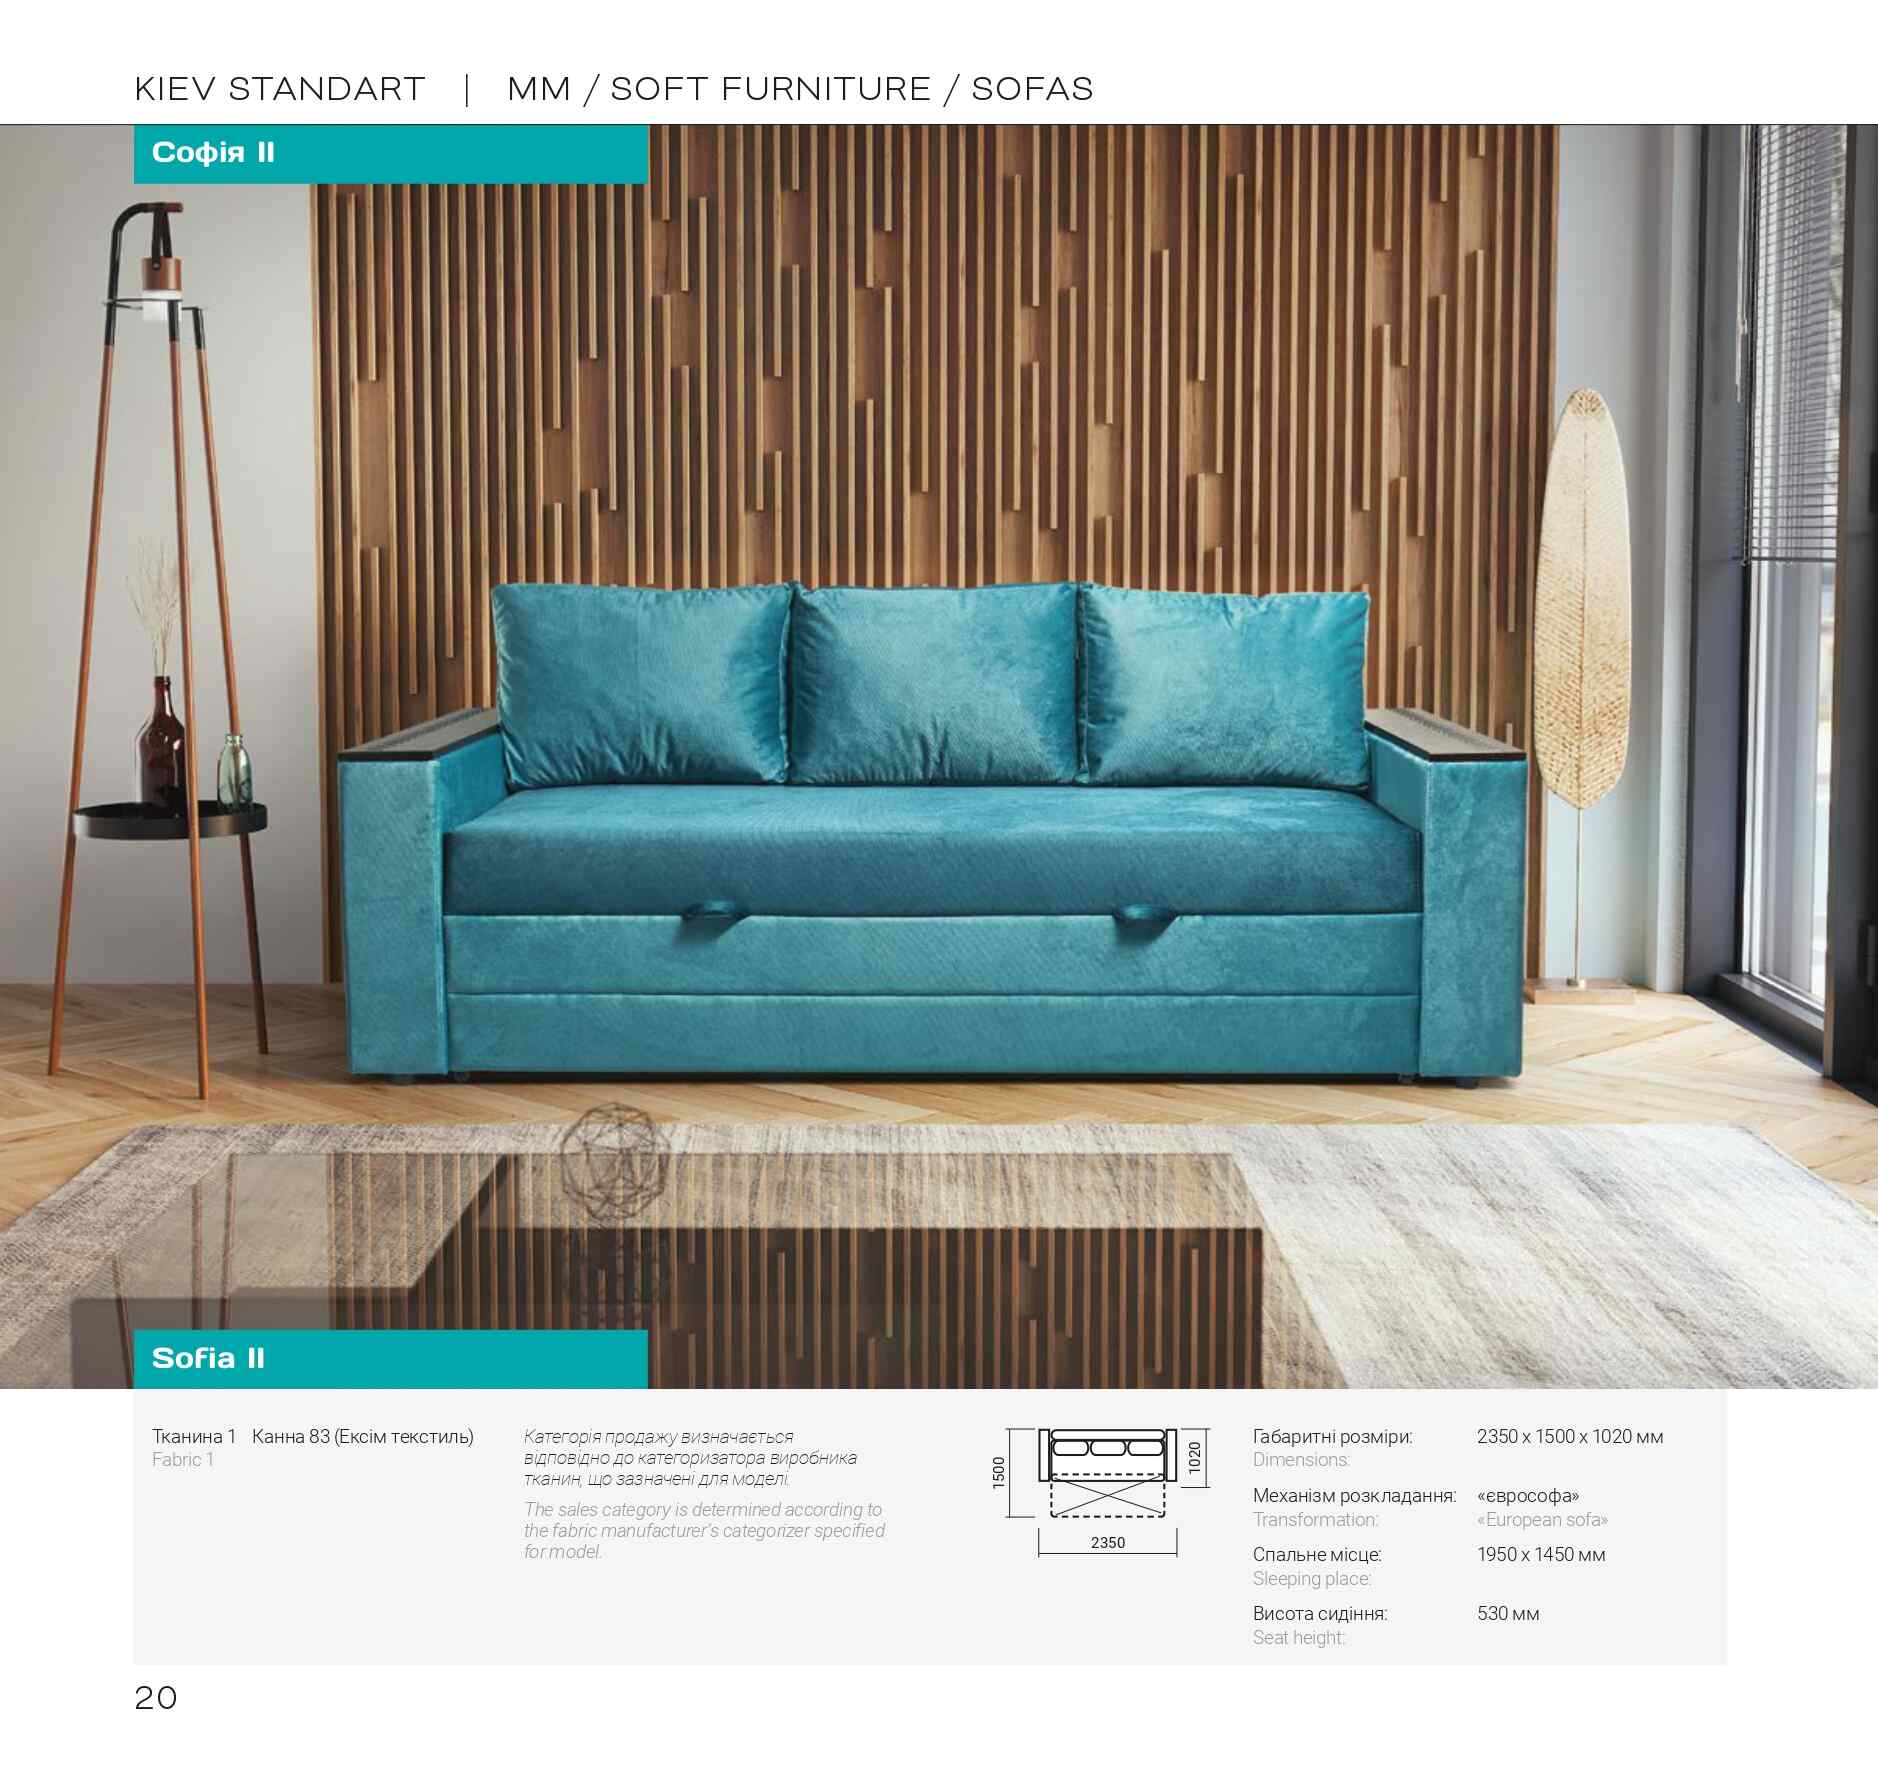 KIEV STANDART | MM / SOFT FURNITURE / SOFAS
Софія II
Sofia II
Тканина 1 Канна 83 (Ексім текстиль)
Fabric 1
Категорія продажу визначається
відповідно до категоризатора виробника
тканин, що зазначені для моделі.
The sales category is determined according to
the fabric manufacturer's categorizer specified
for model.
1500
1020
2350
Габаритні розміри: 2350 х 1500 х 1020 мм
Dimensions:
Механізм розкладання: «єврософа»
Transformation: «European sofa»
Спальне місце: 1950 х 1450 мм
Sleeping place:
Висота сидіння: 530 мм
Seat height:
20